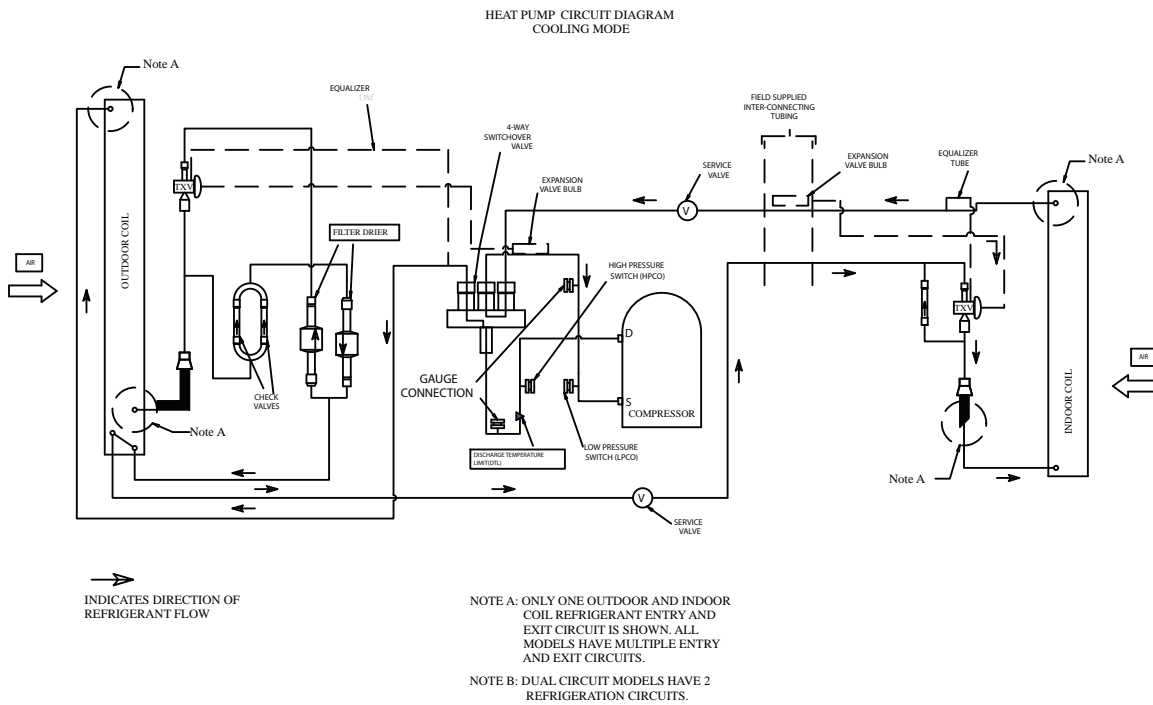 HEAT PUMP CIRCUIT DIAGRAM
COOLING MODE
Note A
EQUALIZER
LINE
4-WAY
SWITCHOVER
VALVE
FIELD SUPPLIED
INTER-CONNECTING
TUBING
SERVICE
VALVE
EXPANSION
VALVE BULB
EQUALIZER
TUBE
Note A
TXV
EXPANSION
VALVE BULB
V
FILTER DRIER
AIR
OUTDOOR COIL
HIGH PRESSURE
SWITCH (HPCO)
TXV
D
GAUGE
CONNECTION
AIR
CHECK
VALVES
S
COMPRESSOR
INDOOR COIL
Note A
DISCHARGE TEMPERATURE
LIMIT(DTL)
LOW PRESSURE
SWITCH (LPCO)
Note A
V
SERVICE
VALVE
INDICATES DIRECTION OF
REFRIGERANT FLOW
NOTE A: ONLY ONE OUTDOOR AND INDOOR
COIL REFRIGERANT ENTRY AND
EXIT CIRCUIT IS SHOWN. ALL
MODELS HAVE MULTIPLE ENTRY
AND EXIT CIRCUITS.
NOTE B: DUAL CIRCUIT MODELS HAVE 2
REFRIGERATION CIRCUITS.